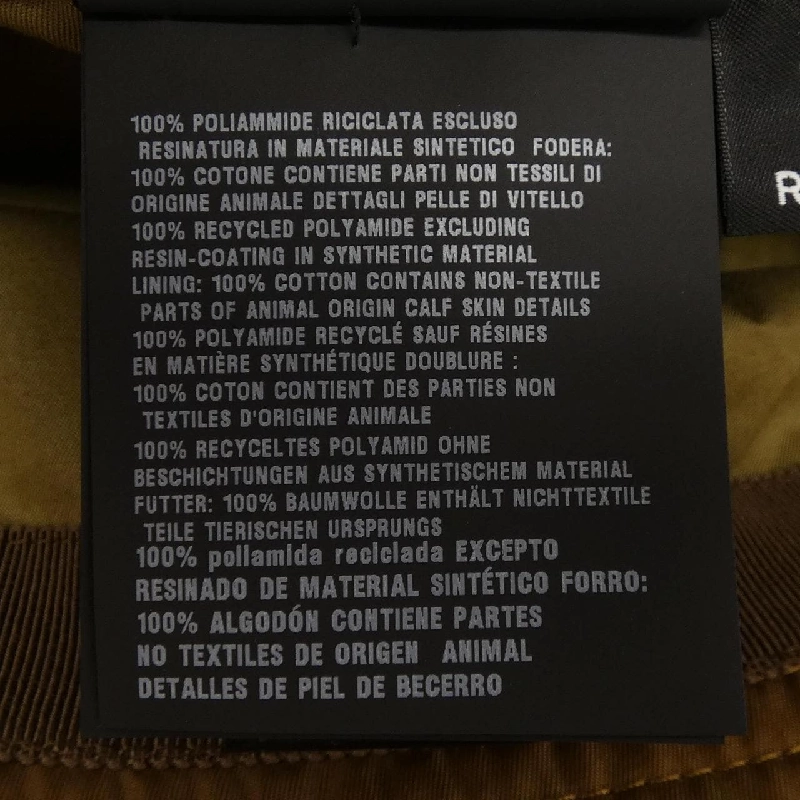 100% POLIAMMIDE RICICLATA ESCLUSO
RESINATURA IN MATERIALE SINTETICO FODERA:
100% COTONE CONTIENE PARTI NON TESSILI DI
ORIGINE ANIMALE DETTAGLI PELLE DI VITELLO
100% RECYCLED POLYAMIDE EXCLUDING
RESIN-COATING IN SYNTHETIC MATERIAL
LINING: 100% COTTON CONTAINS NON-TEXTILE
PARTS OF ANIMAL ORIGIN CALF SKIN DETAILS
100% POLYAMIDE RECYCLÉ SAUF RÉSINES
EN MATIÈRE SYNTHÉTIQUE DOUBLURE :
100% COTON CONTIENT DES PARTIES NON
TEXTILES D'ORIGINE ANIMALE
100% RECYCELTES POLYAMID OHNE
BESCHICHTUNGEN AUS SYNTHETISCHEM MATERIAL
FUTTER: 100% BAUMWOLLE ENTHÄLT NICHTTEXTILE
TEILE TIERISCHEN URSPRUNGS
100% poliamida reciclada EXCEPTO
RESINADO DE MATERIAL SINTÉTICO FORRO:
100% ALGODÓN CONTIENE PARTES
NO TEXTILES DE ORIGEN ANIMAL
DETALLES DE PIEL DE BECERRO
R